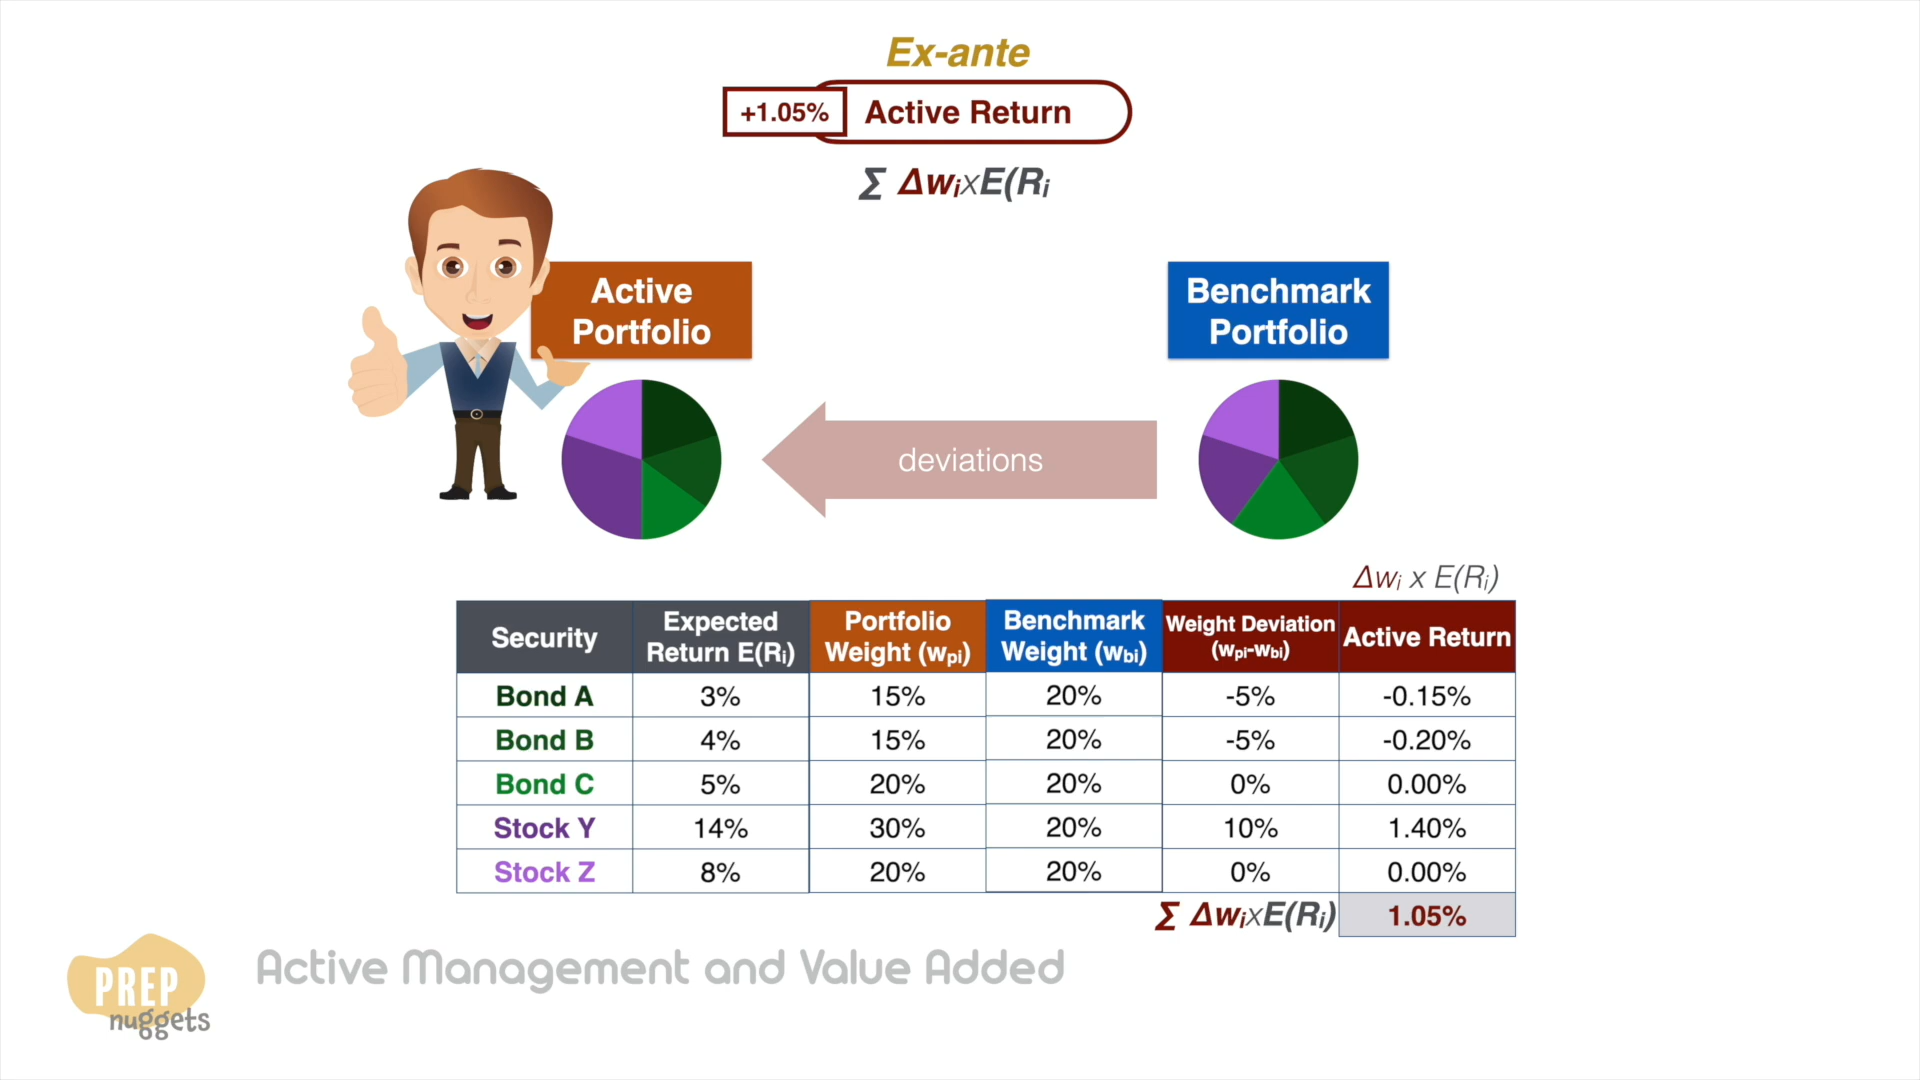 Ex-ante
+1.05% Active Return
Σ Δwᵢ×E(Rᵢ
Active
Portfolio
Benchmark
Portfolio
deviations
Δwᵢ x E(Rᵢ)
Security Expected Return E(Rᵢ) Portfolio Weight (wpi) Benchmark Weight (wbi) Weight Deviation (wpi-wbi) Active Return
Bond A 3% 15% 20% -5% -0.15%
Bond B 4% 15% 20% -5% -0.20%
Bond C 5% 20% 20% 0% 0.00%
Stock Y 14% 30% 20% 10% 1.40%
Stock Z 8% 20% 20% 0% 0.00%
Σ Δwᵢ×E(Rᵢ) 1.05%
Active Management and Value Added
PREP
nuggets